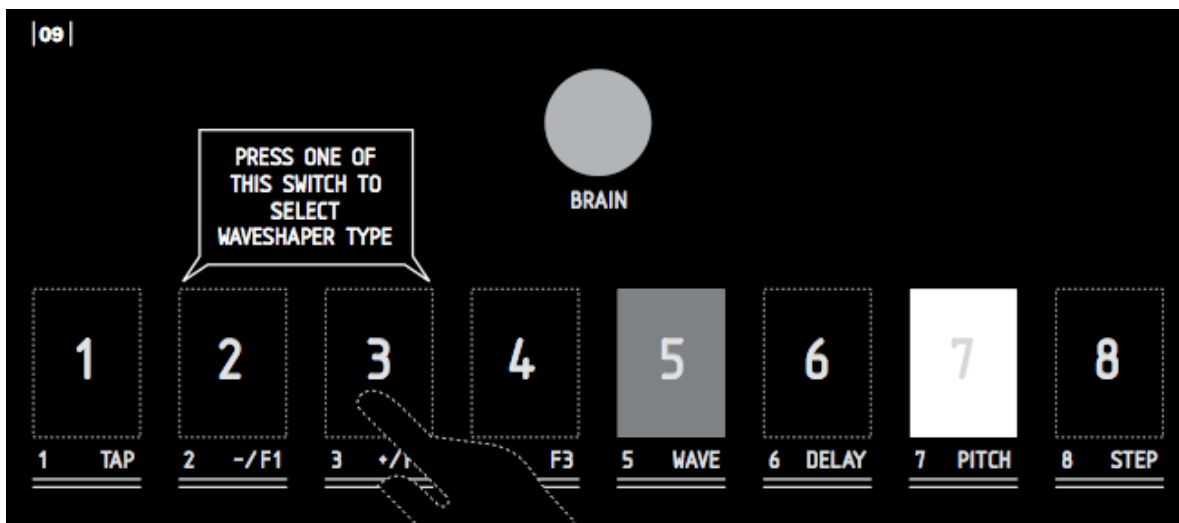 |09|
PRESS ONE OF
THIS SWITCH TO
SELECT
WAVESHAPER TYPE
BRAIN
1 2 3 4 5 6 7 8
1 TAP 2 -/F1 3 F3 5 WAVE 6 DELAY 7 PITCH 8 STEP